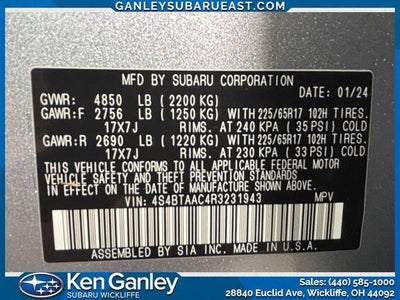 GANLEYSUBARUEAST.COM
MFD. BY SUBARU CORPORATION DATE: 01/24
GVWR: 4850 LB (2200 KG)
GAWR:F 2756 LB (1250 KG) WITH 225/65R17 102H TIRES.
17X7J RIMS. AT 240 KPA (35 PSI) COLD
GAWR:R 2690 LB (1220 KG) WITH 225/65R17 102H TIRES.
17X7J RIMS. AT 230 KPA (33 PSI) COLD
THIS VEHICLE CONFORMS TO ALL APPLICABLE FEDERAL MOTOR
VEHICLE SAFETY, BUMPER, AND THEFT PREVENTION STANDARDS
IN EFFECT ON THE DATE OF MANUFACTURE SHOWN ABOVE.
VIN: 4S4BTAAC4R3231943 MPV
ASSEMBLED BY SIA INC. MADE IN U.S.A.
Ken Ganley
SUBARU WICKLIFFE
Sales: (440) 585-1000
28840 Euclid Ave, Wickliffe, OH 44092